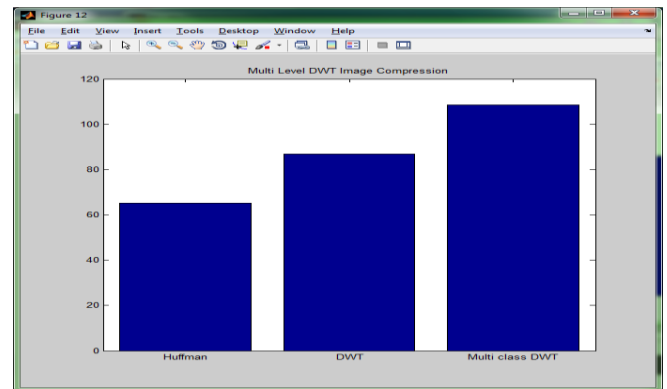 Figure 12
File Edit View Insert Tools Desktop Window Help
Multi Level DWT Image Compression
120
100
80
60
40
20
0
Huffman DWT Multi class DWT